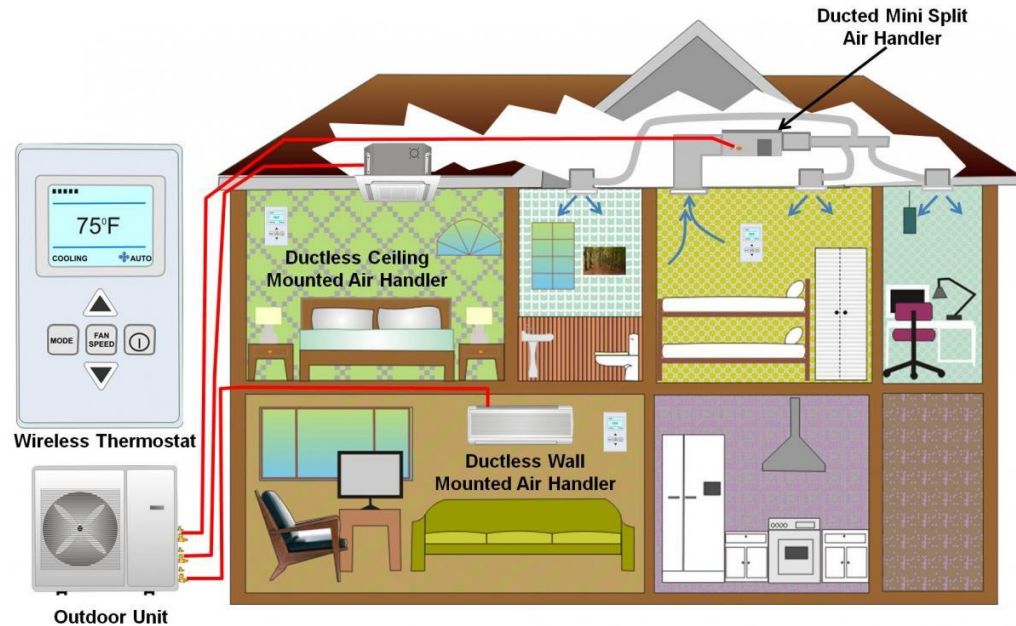 Ducted Mini Split
Air Handler
75°F
COOLING
AUTO
MODE
FAN
SPEED
Wireless Thermostat
Outdoor Unit
Ductless Ceiling
Mounted Air Handler
Ductless Wall
Mounted Air Handler